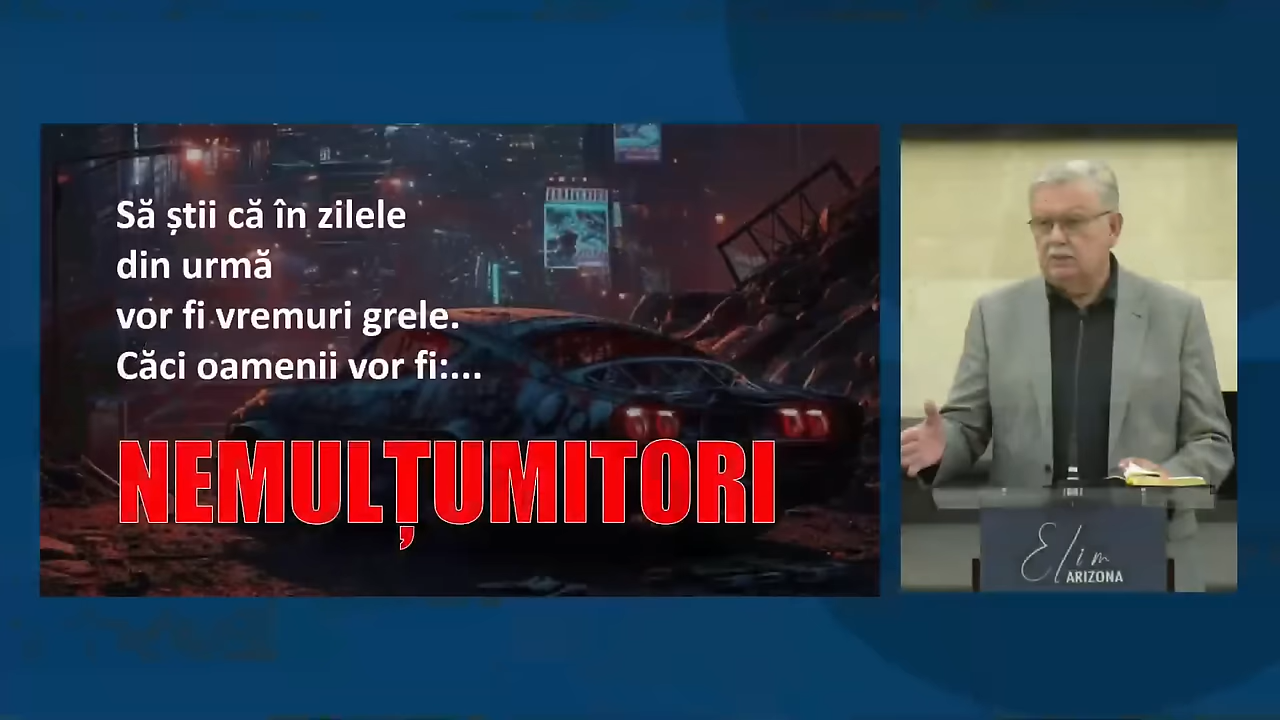 Să știi că în zilele
din urmă
vor fi vremuri grele.
Căci oamenii vor fi:...
NEMULȚUMITORI
Elim
ARIZONA